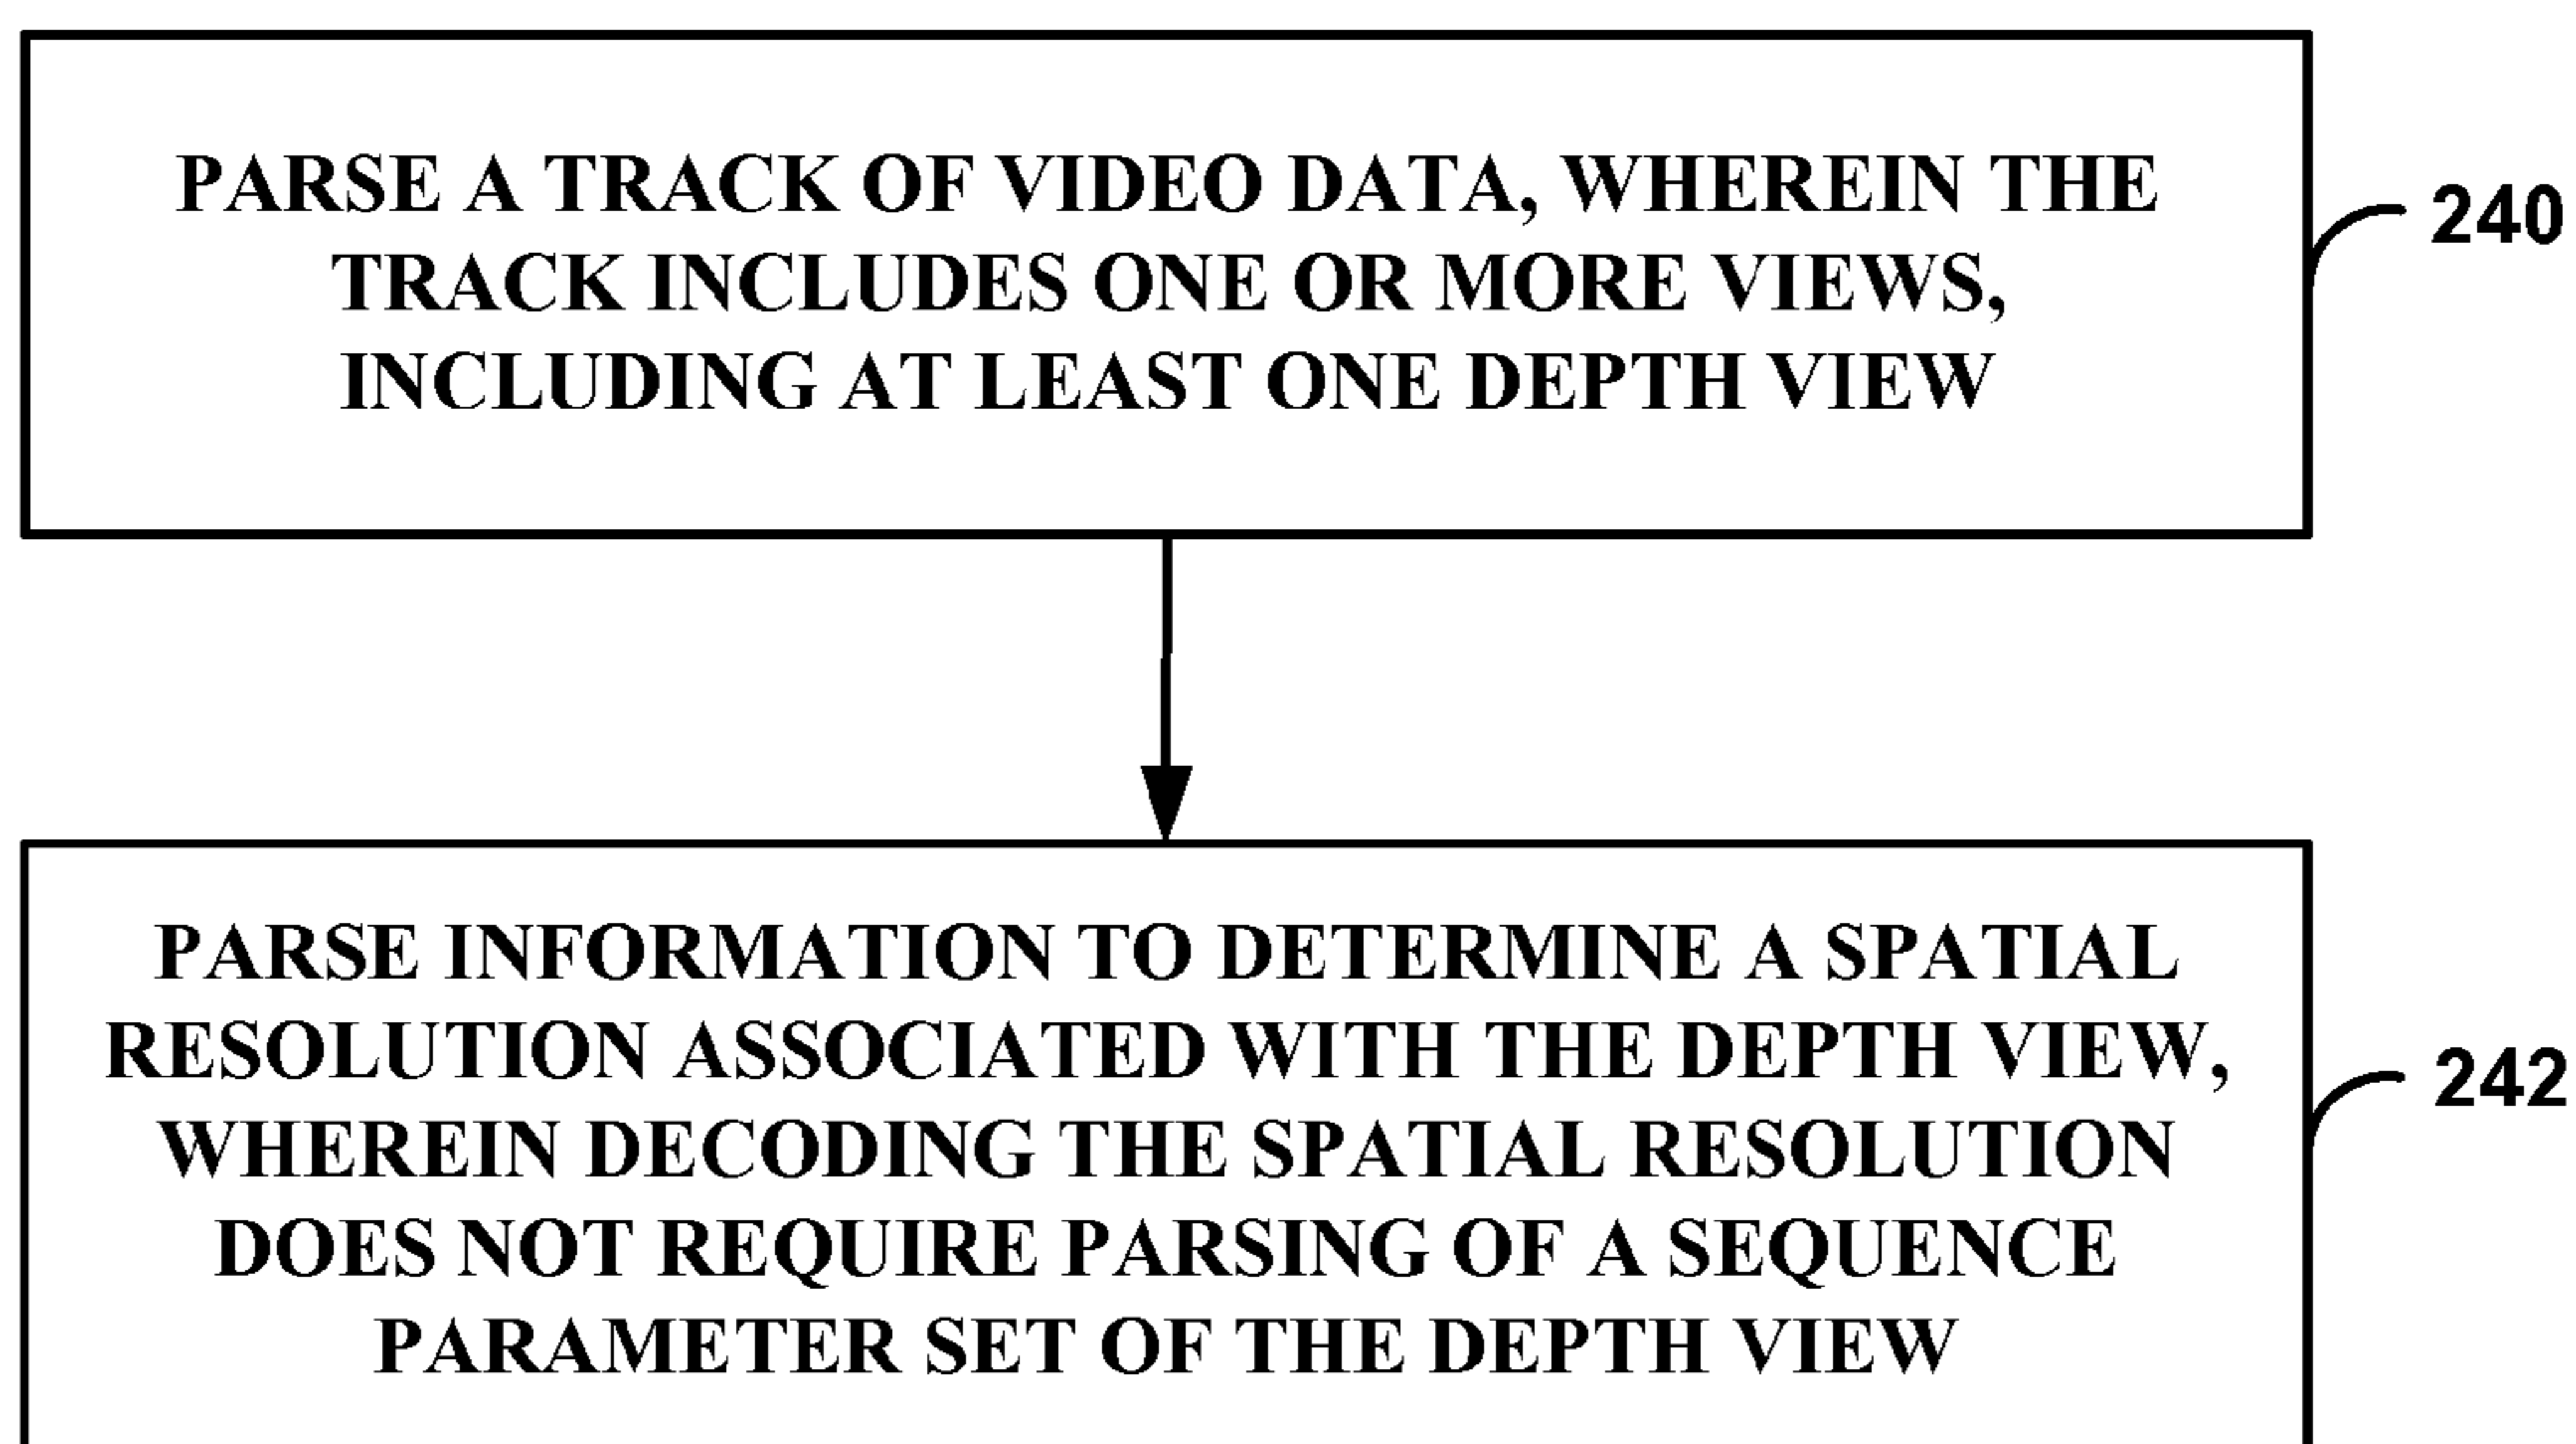 PARSE A TRACK OF VIDEO DATA, WHEREIN THE
TRACK INCLUDES ONE OR MORE VIEWS,
INCLUDING AT LEAST ONE DEPTH VIEW
240
PARSE INFORMATION TO DETERMINE A SPATIAL
RESOLUTION ASSOCIATED WITH THE DEPTH VIEW,
WHEREIN DECODING THE SPATIAL RESOLUTION
DOES NOT REQUIRE PARSING OF A SEQUENCE
PARAMETER SET OF THE DEPTH VIEW
242